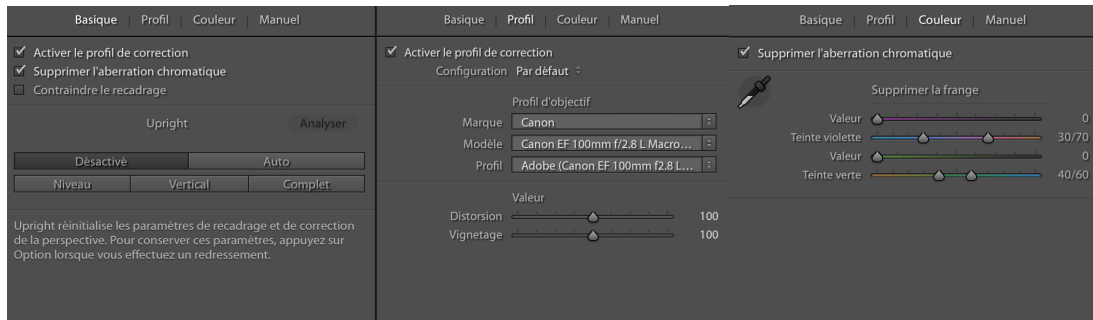 Basique | Profil | Couleur | Manuel
Activer le profil de correction
Supprimer l'aberration chromatique
Contraindre le recadrage
Upright Analyser
Désactivé Auto
Niveau Vertical Complet
Upright réinitialise les paramètres de recadrage et de correction
de la perspective. Pour conserver ces paramètres, appuyez sur
Option lorsque vous effectuez un redressement.
Basique | Profil | Couleur | Manuel
Activer le profil de correction
Configuration Par défaut
Profil d'objectif
Marque Canon
Modèle Canon EF 100mm f/2.8 L Macro...
Profil Adobe (Canon EF 100mm f2.8 L...
Valeur
Distorsion 100
Vignetage 100
Basique | Profil | Couleur | Manuel
Supprimer l'aberration chromatique
Supprimer la frange
Valeur 0
Teinte violette 30/70
Valeur 0
Teinte verte 40/60